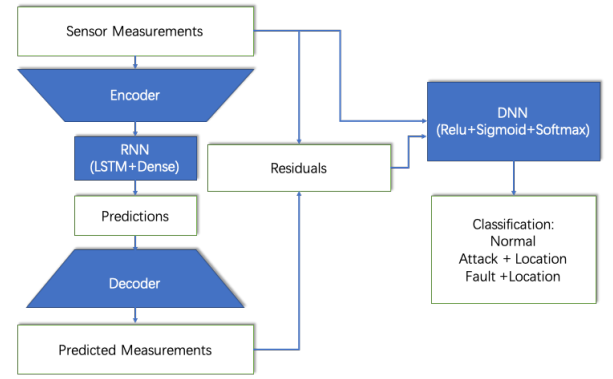 Sensor Measurements
Encoder
RNN
(LSTM+Dense)
Predictions
Decoder
Predicted Measurements
Residuals
DNN
(Relu+Sigmoid+Softmax)
Classification:
Normal
Attack + Location
Fault +Location